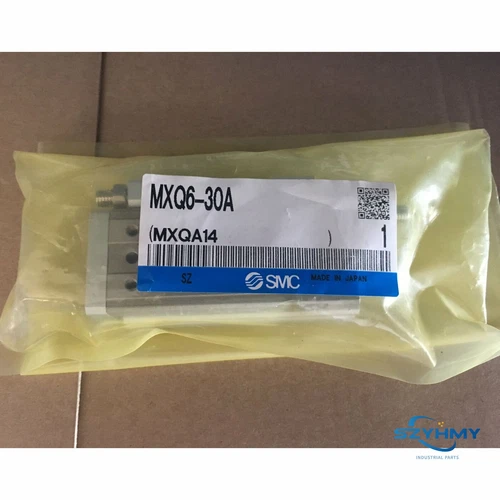 MXQ6-30A
(MXQA14 )
1
SZ SMC MADE IN JAPAN
SZYHMY
INDUSTRIAL PARTS